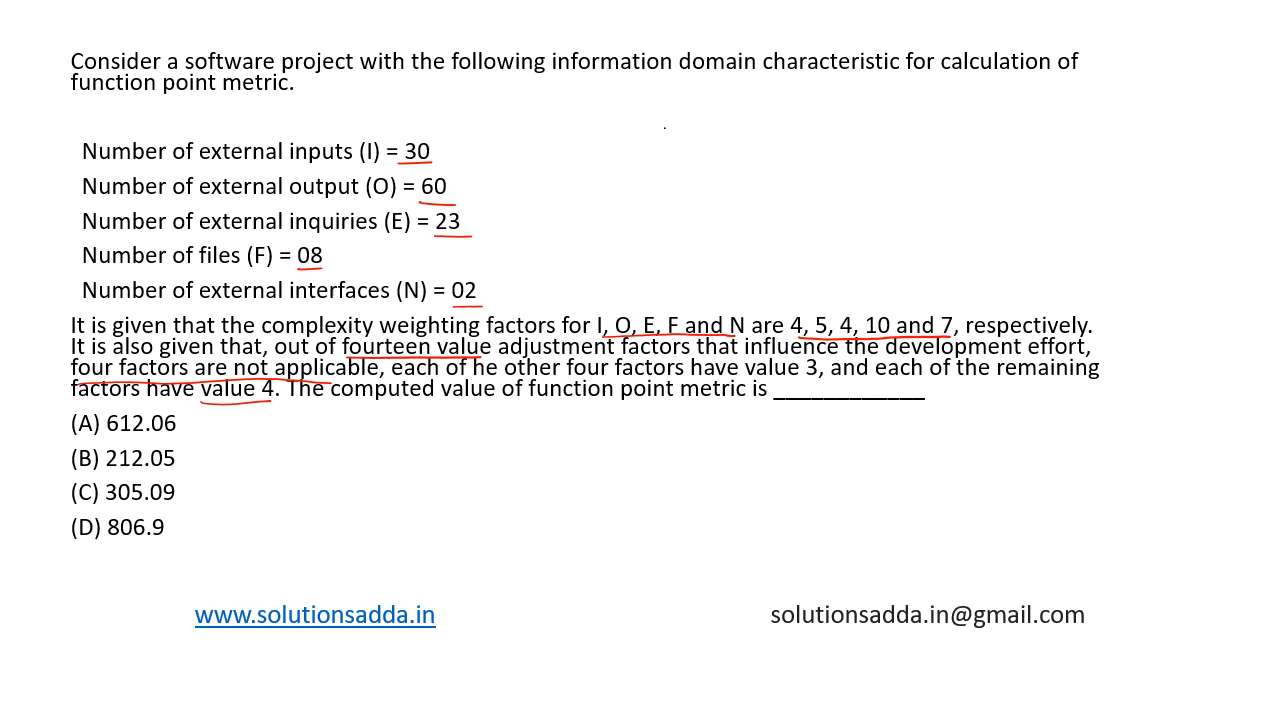 Consider a software project with the following information domain characteristic for calculation of
function point metric.
Number of external inputs (I) = 30
Number of external output (O) = 60
Number of external inquiries (E) = 23
Number of files (F) = 08
Number of external interfaces (N) = 02
It is given that the complexity weighting factors for I, O, E, F and N are 4, 5, 4, 10 and 7, respectively.
It is also given that, out of fourteen value adjustment factors that influence the development effort,
four factors are not applicable, each of he other four factors have value 3, and each of the remaining
factors have value 4. The computed value of function point metric is ____________
(A) 612.06
(B) 212.05
(C) 305.09
(D) 806.9
www.solutionsadda.in
solutionsadda.in@gmail.com